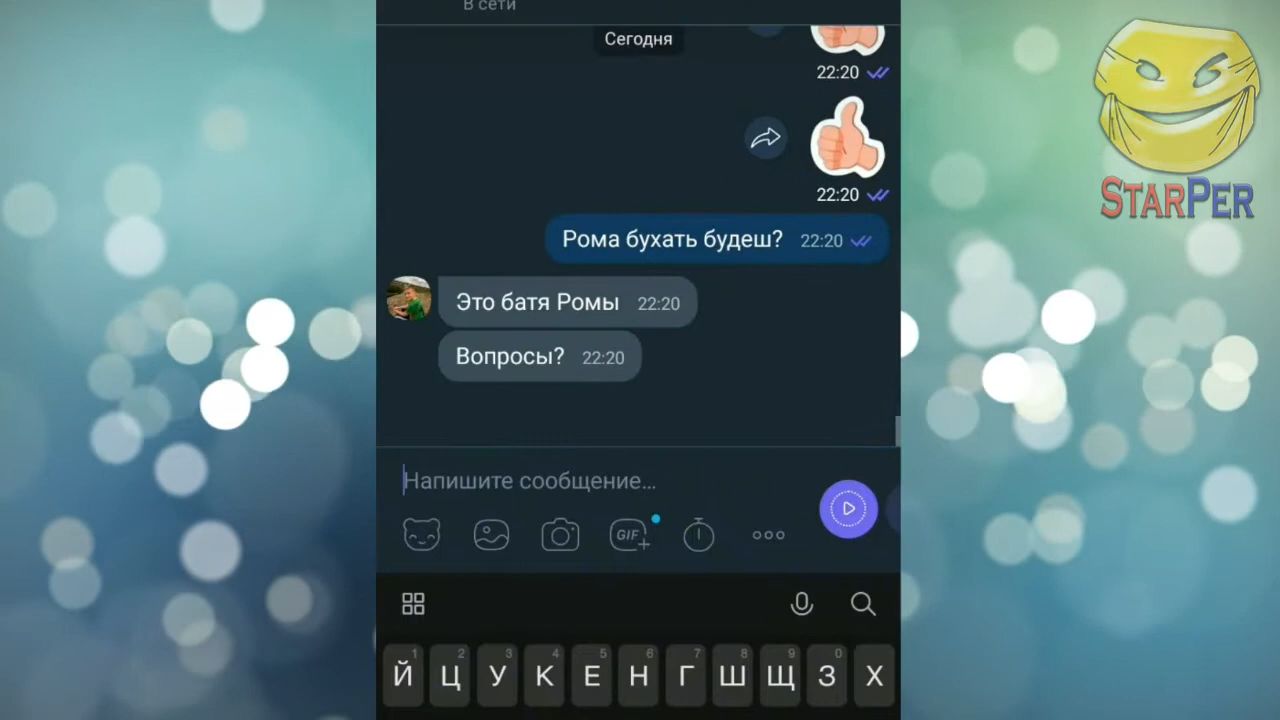 В сети
Сегодня
22:20
22:20
Рома бухать будеш? 22:20
Это батя Ромы 22:20
Вопросы? 22:20
Напишите сообщение...
GIF
1 2 3 4 5 6 7 8 9 0
Й Ц У К Е Н Г Ш Щ З Х
STARPER